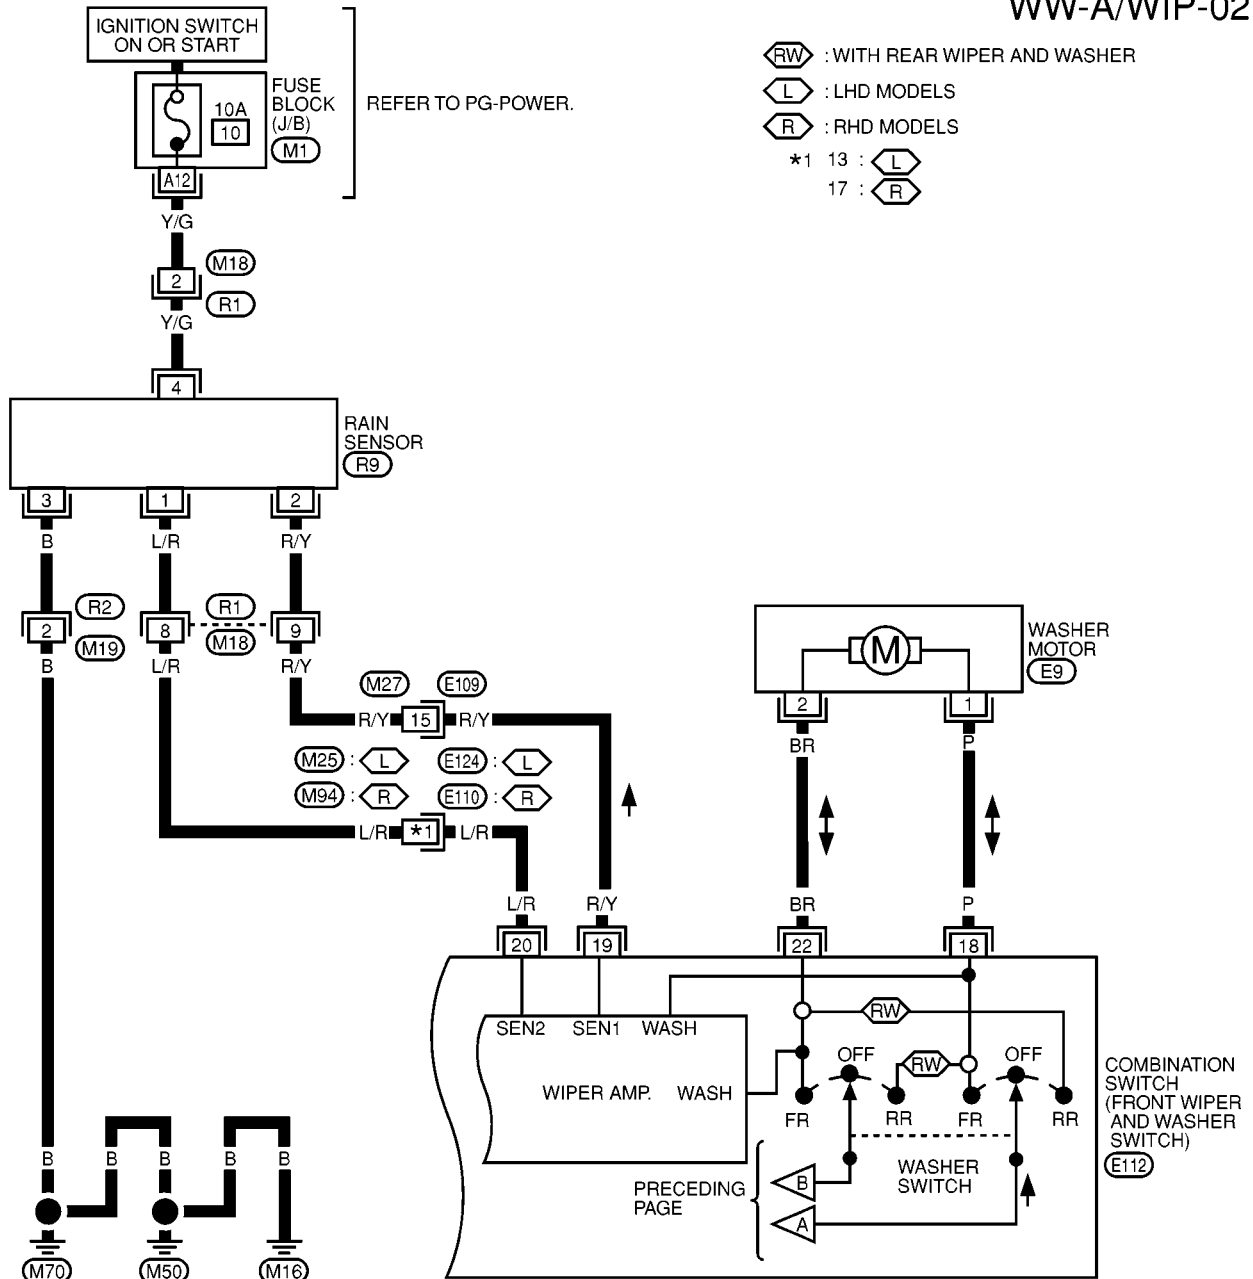 WW-A/WIP-02
IGNITION SWITCH
ON OR START
FUSE
BLOCK
(J/B)
M1
10A
10
REFER TO PG-POWER.
RW : WITH REAR WIPER AND WASHER
L : LHD MODELS
R : RHD MODELS
*1 13 : L
17 : R
A12
Y/G
M18
2
R1
Y/G
4
RAIN
SENSOR
R9
3 1 2
B L/R R/Y
R2 R1
2 8 9
M19 M18
B L/R R/Y
WASHER
MOTOR
E9
M
2 1
BR P
M27 E109
R/Y 15 R/Y
M25 : L E124 : L
M94 : R E110 : R
L/R *1 L/R
L/R R/Y BR P
20 19 22 18
SEN2 SEN1 WASH
RW
WIPER AMP. WASH
OFF RW OFF
FR RR FR RR
COMBINATION
SWITCH
(FRONT WIPER
AND WASHER
SWITCH)
E112
WASHER
SWITCH
PRECEDING
PAGE
B
A
B B B B B
M70 M50 M16